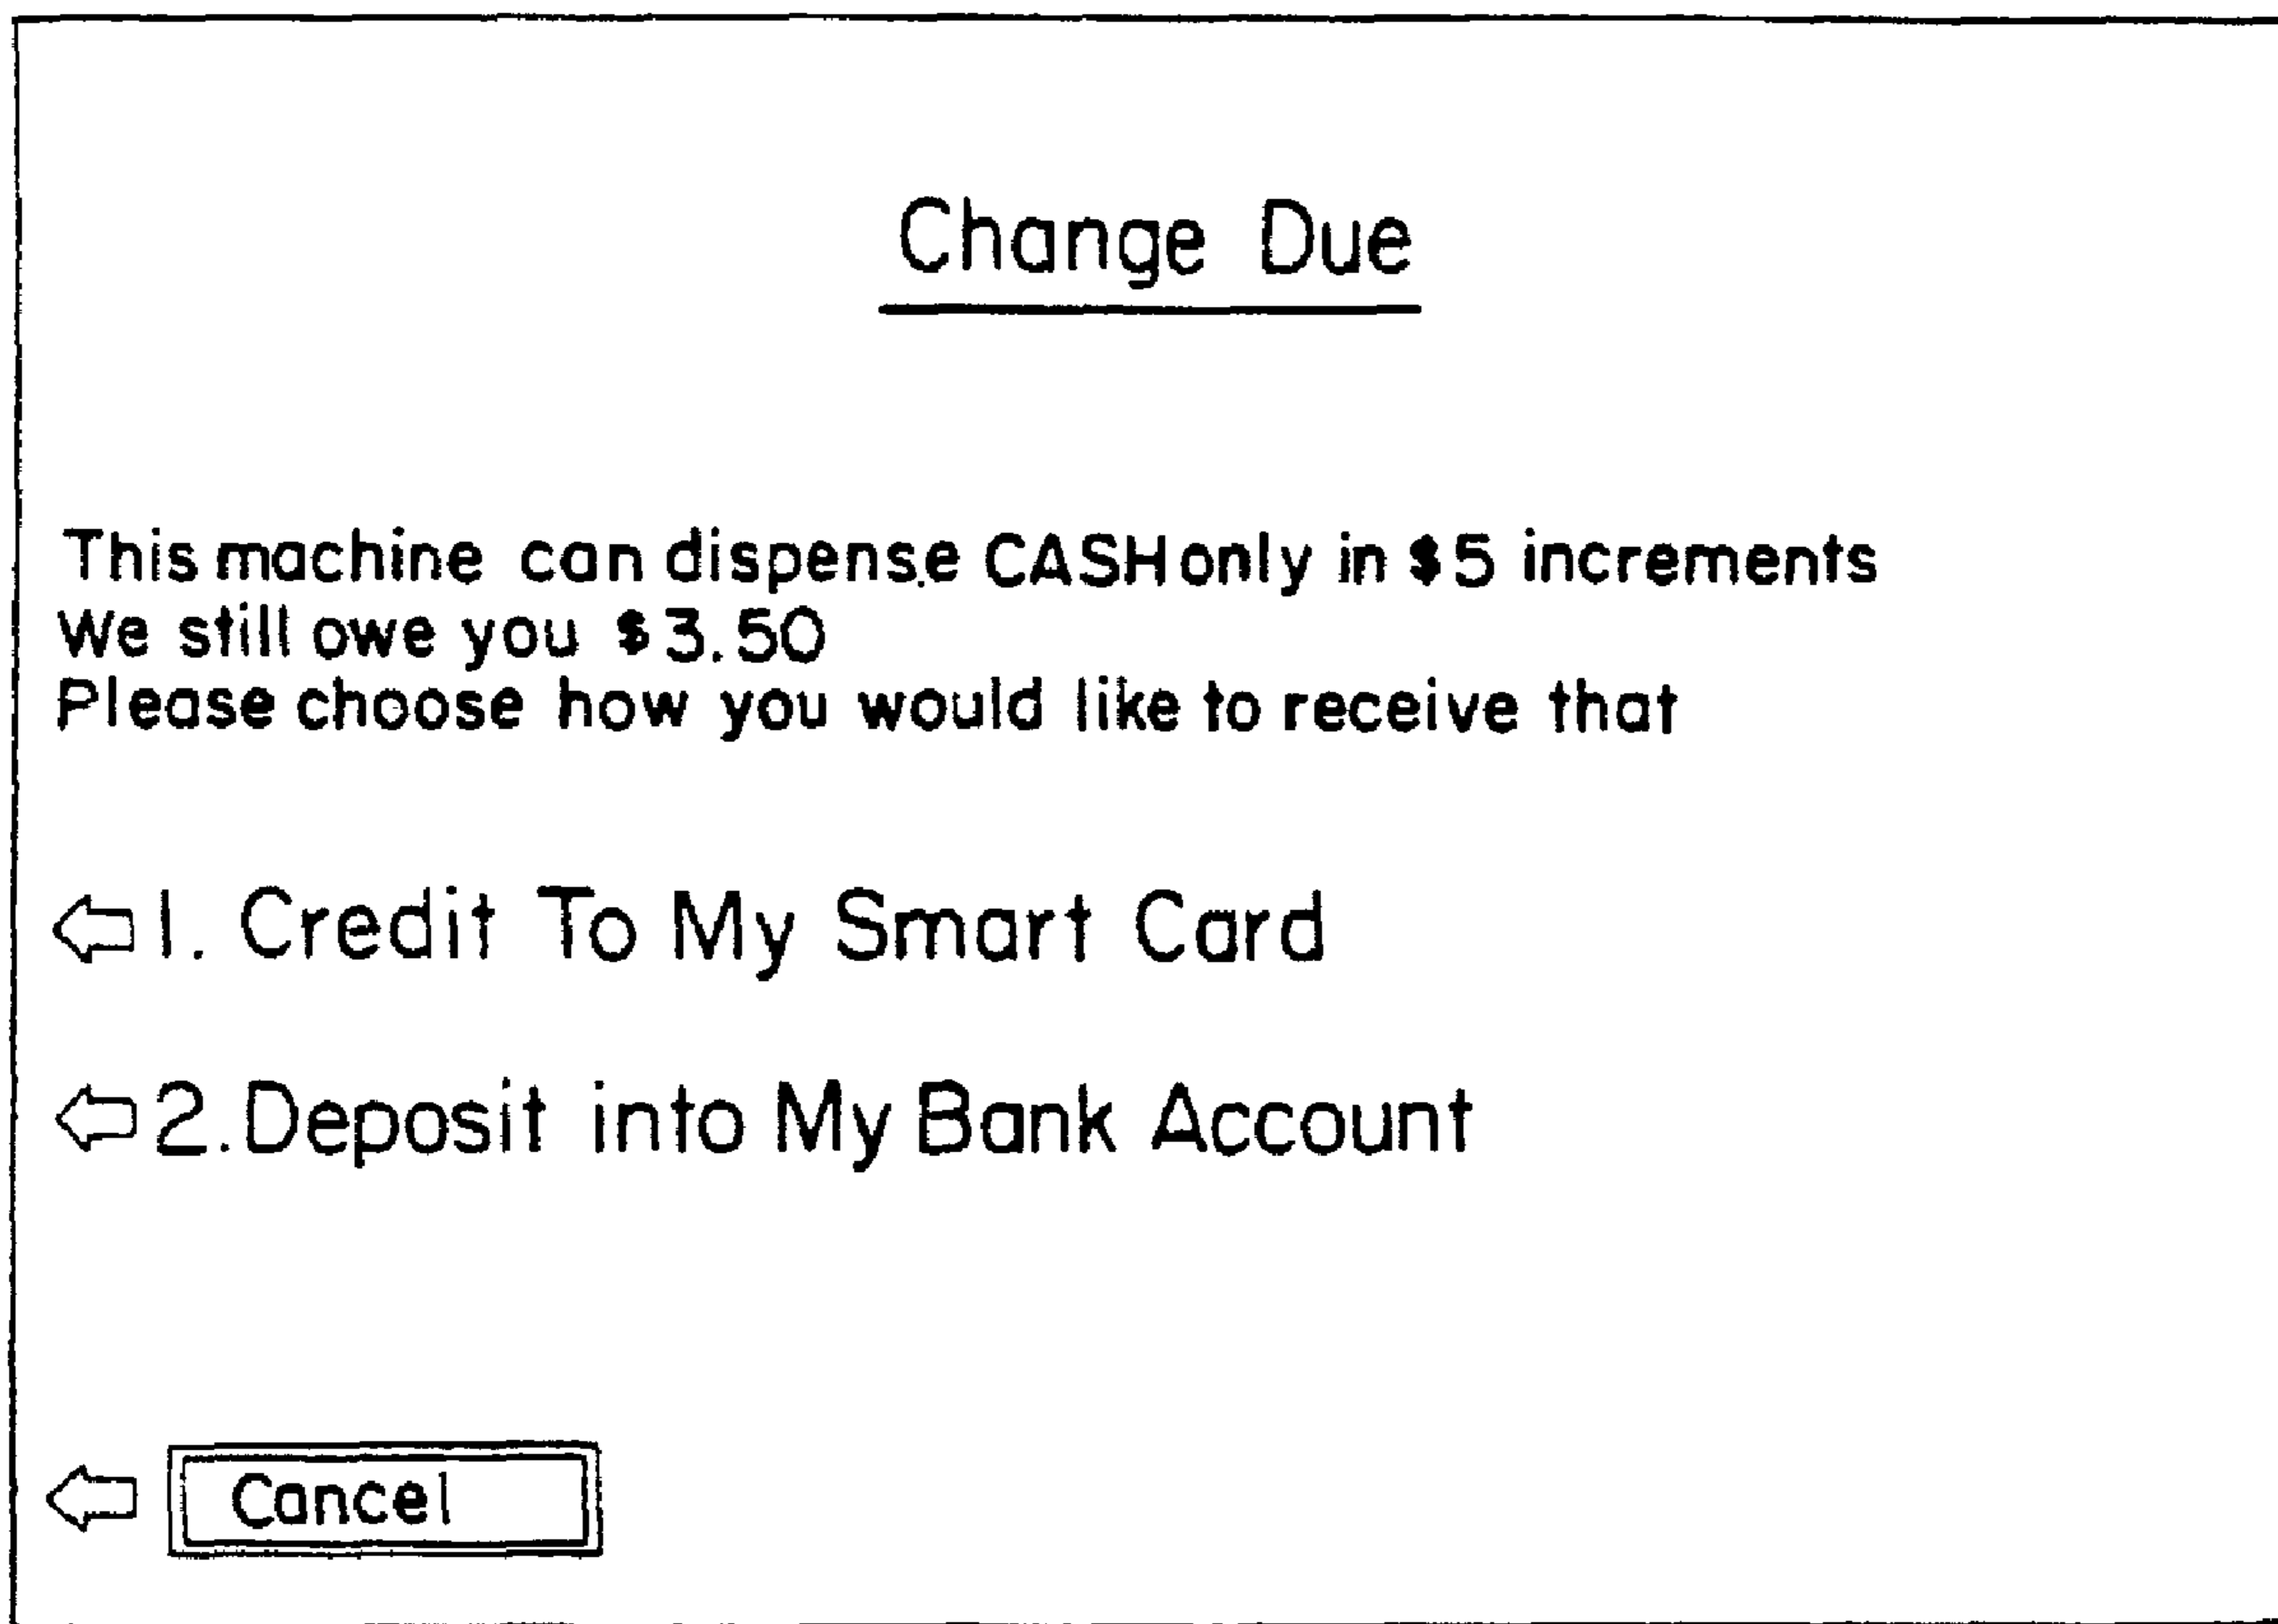 Change Due
This machine can dispense CASH only in $5 increments
We still owe you $3.50
Please choose how you would like to receive that
1. Credit To My Smart Card
2. Deposit into My Bank Account
Cancel